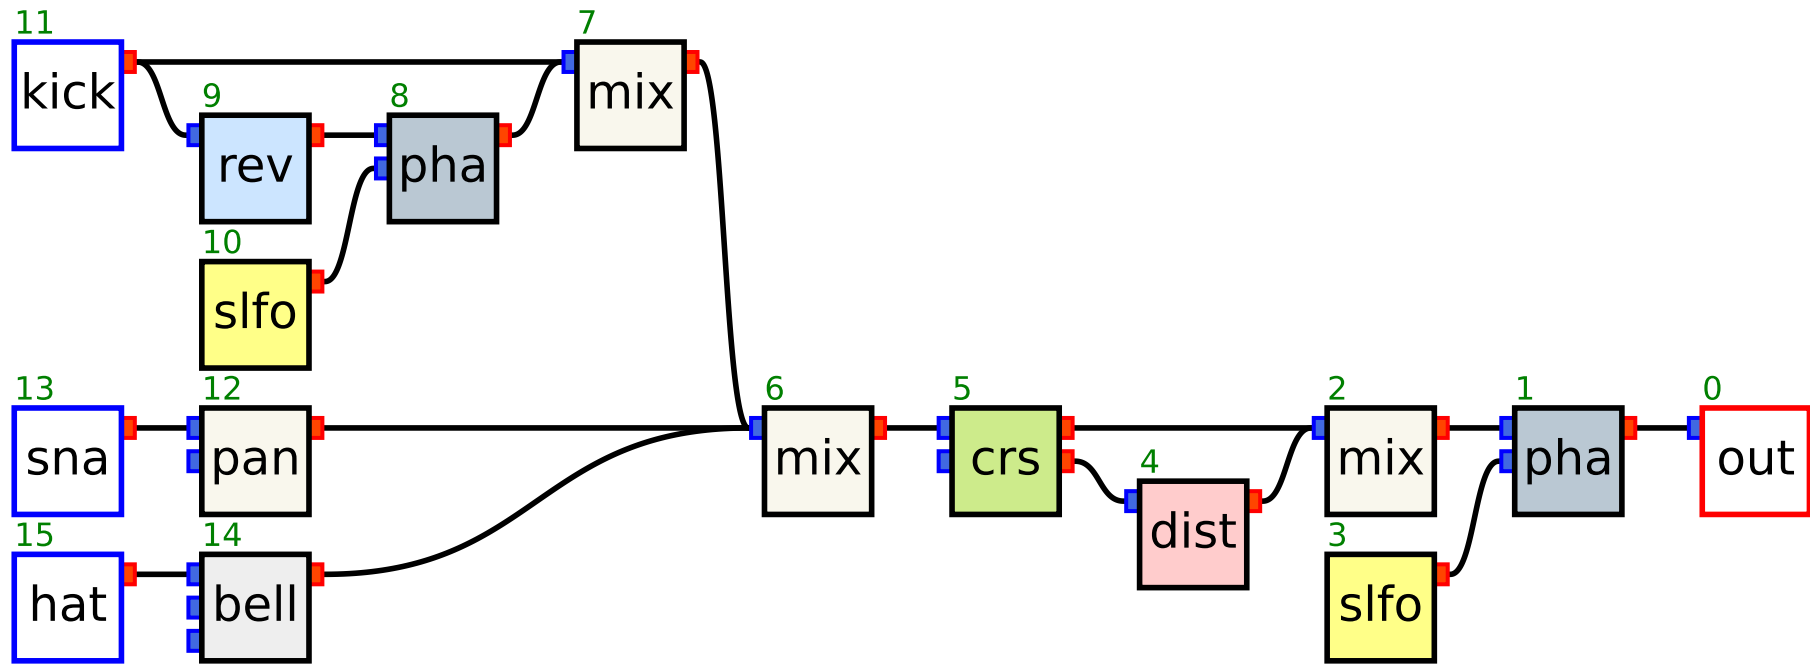 11
kick
7
mix
9
rev
8
pha
10
slfo
13
sna
12
pan
6
mix
5
crs
2
mix
1
pha
0
out
4
dist
15
hat
14
bell
3
slfo